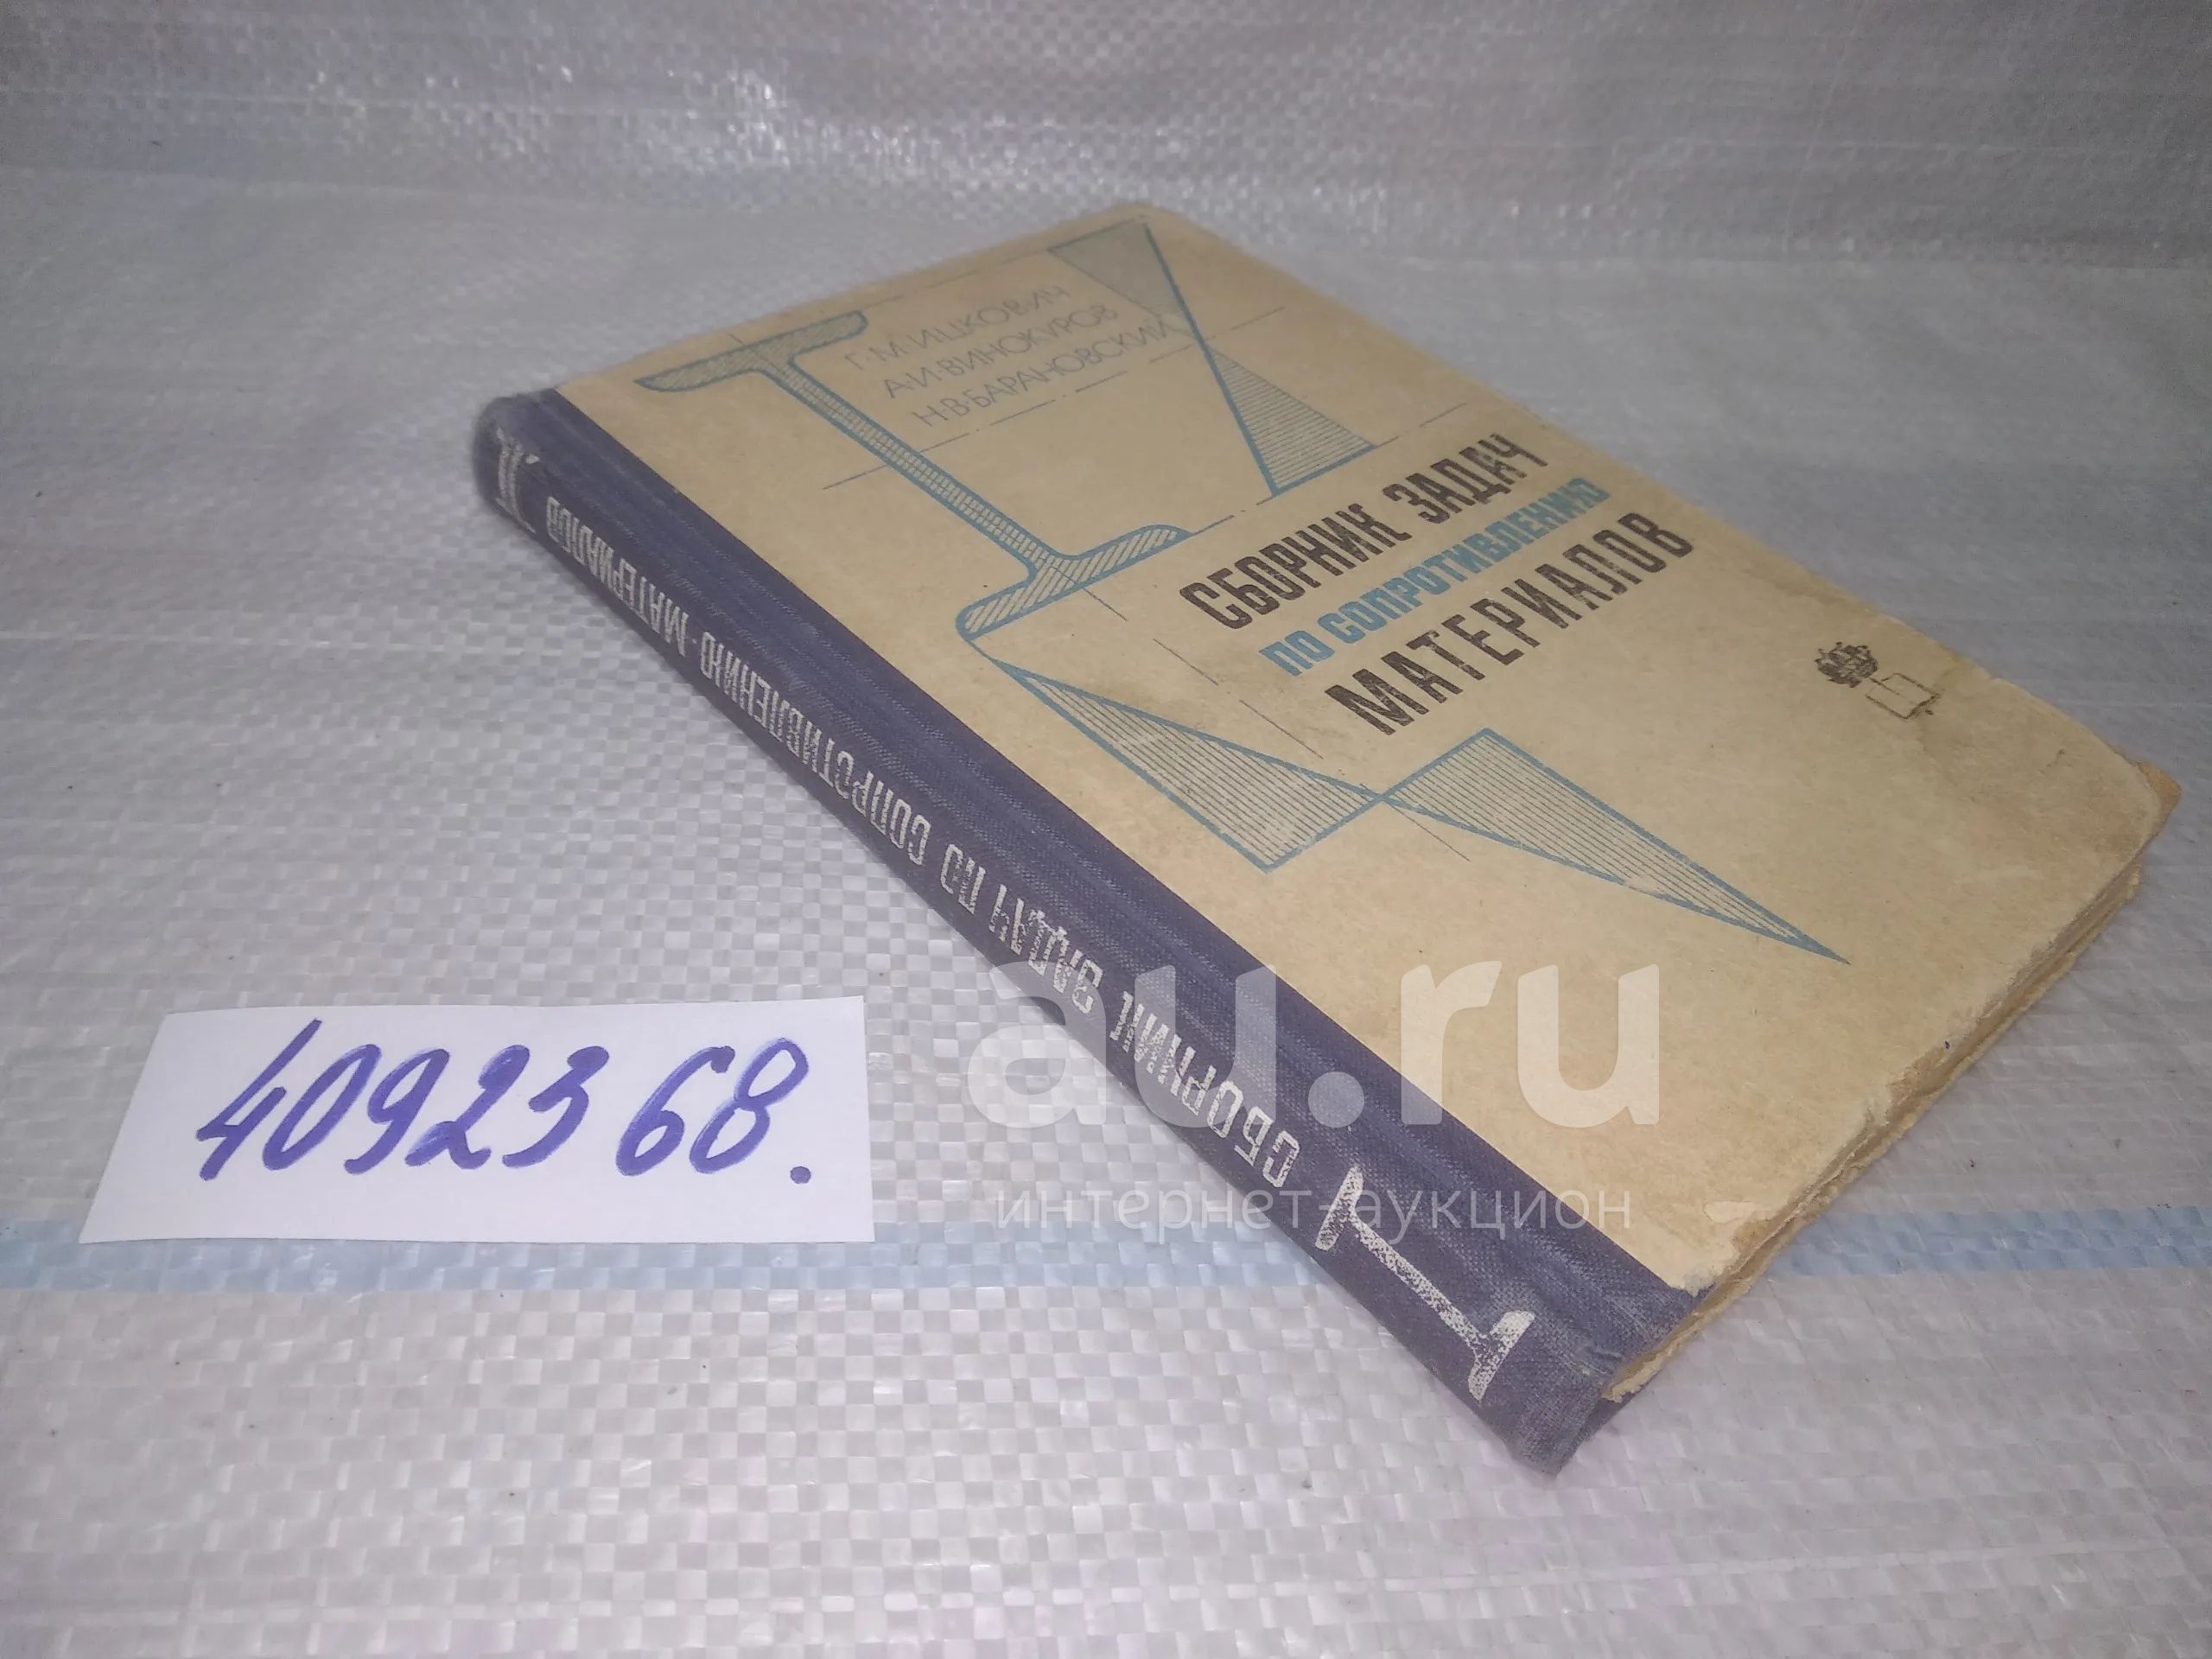 Г·М·ИЦКОВИЧ
А·И·ВИНОКУРОВ
Н·В·БАРАНОВСКИЙ
СБОРНИК ЗАДАЧ
ПО СОПРОТИВЛЕНИЮ
МАТЕРИАЛОВ
СБОРНИК ЗАДАЧ ПО СОПРОТИВЛЕНИЮ МАТЕРИАЛОВ
4092368.
au.ru
интернет-аукцион